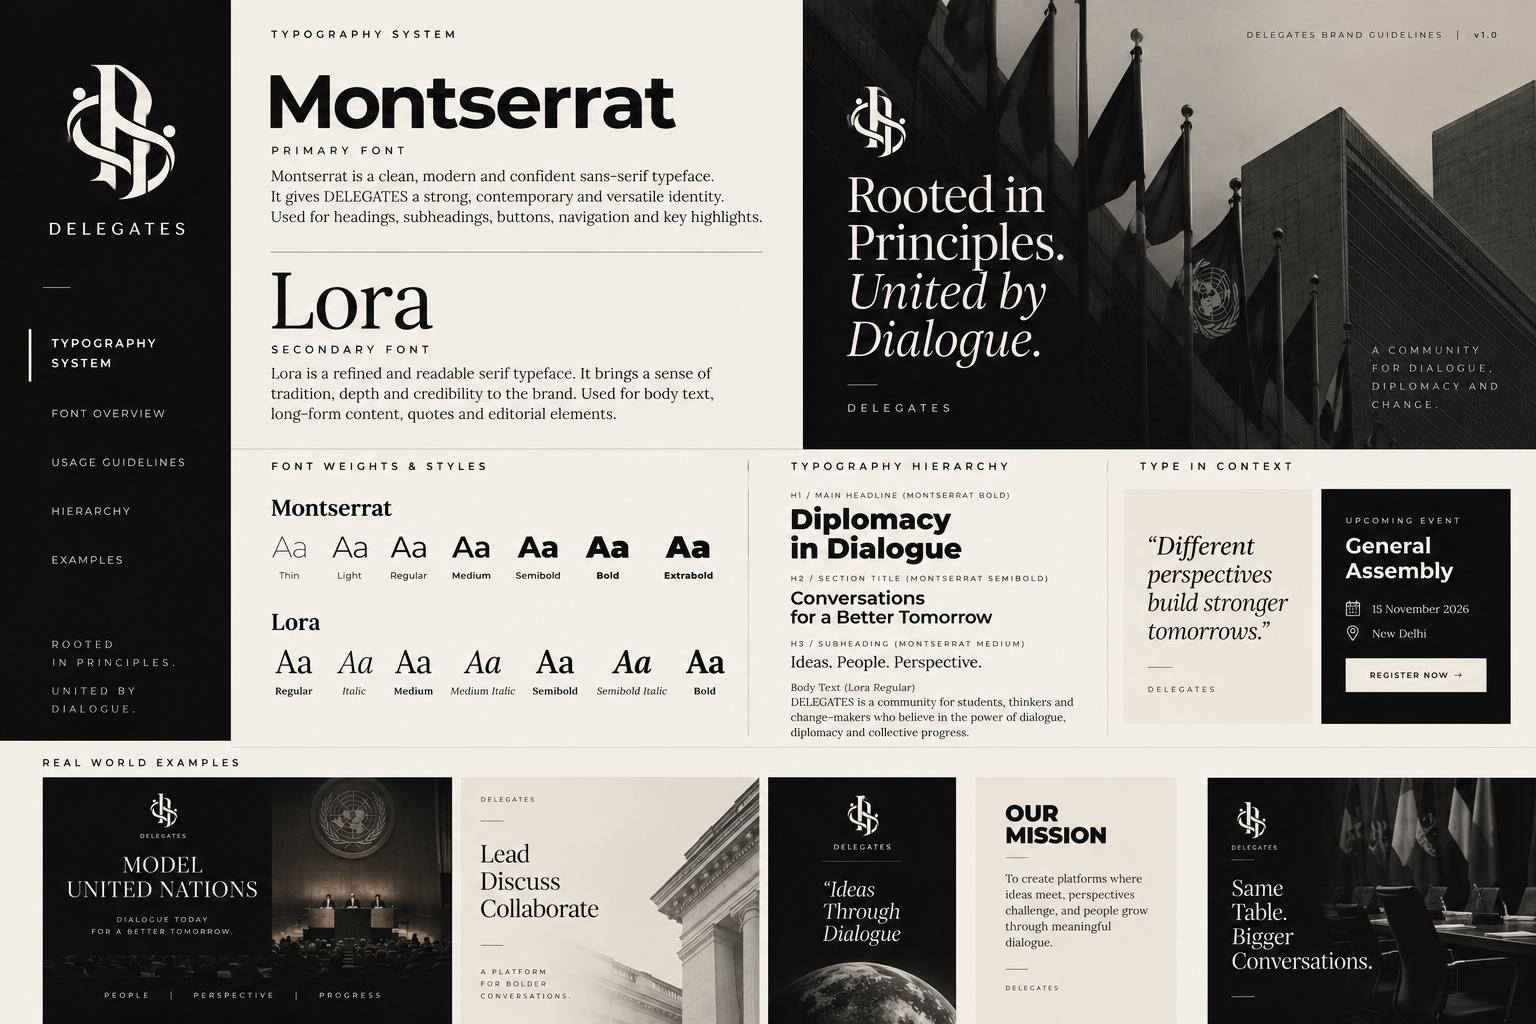 DELEGATES
TYPOGRAPHY
SYSTEM
FONT OVERVIEW
USAGE GUIDELINES
HIERARCHY
EXAMPLES
ROOTED
IN PRINCIPLES.
UNITED BY
DIALOGUE.
TYPOGRAPHY SYSTEM
Montserrat
PRIMARY FONT
Montserrat is a clean, modern and confident sans-serif typeface.
It gives DELEGATES a strong, contemporary and versatile identity.
Used for headings, subheadings, buttons, navigation and key highlights.
Lora
SECONDARY FONT
Lora is a refined and readable serif typeface. It brings a sense of
tradition, depth and credibility to the brand. Used for body text,
long-form content, quotes and editorial elements.
DELEGATES BRAND GUIDELINES | v1.0
Rooted in
Principles.
United by
Dialogue.
DELEGATES
A COMMUNITY
FOR DIALOGUE,
DIPLOMACY AND
CHANGE.
FONT WEIGHTS & STYLES
Montserrat
Aa Aa Aa Aa Aa Aa Aa
Thin Light Regular Medium Semibold Bold Extrabold
Lora
Aa Aa Aa Aa Aa Aa Aa
Regular Italic Medium Medium Italic Semibold Semibold Italic Bold
TYPOGRAPHY HIERARCHY
H1 / MAIN HEADLINE (MONTSERRAT BOLD)
Diplomacy
in Dialogue
H2 / SECTION TITLE (MONTSERRAT SEMIBOLD)
Conversations
for a Better Tomorrow
H3 / SUBHEADING (MONTSERRAT MEDIUM)
Ideas. People. Perspective.
Body Text (Lora Regular)
DELEGATES is a community for students, thinkers and
change-makers who believe in the power of dialogue,
diplomacy and collective progress.
TYPE IN CONTEXT
“Different
perspectives
build stronger
tomorrows.”
DELEGATES
UPCOMING EVENT
General
Assembly
15 November 2026
New Delhi
REGISTER NOW →
REAL WORLD EXAMPLES
DELEGATES
MODEL
UNITED NATIONS
DIALOGUE TODAY
FOR A BETTER TOMORROW.
PEOPLE | PERSPECTIVE | PROGRESS
DELEGATES
Lead
Discuss
Collaborate
A PLATFORM
FOR BOLDER
CONVERSATIONS.
DELEGATES
“Ideas
Through
Dialogue
OUR
MISSION
To create platforms where
ideas meet, perspectives
challenge, and people grow
through meaningful
dialogue.
DELEGATES
DELEGATES
Same
Table.
Bigger
Conversations.